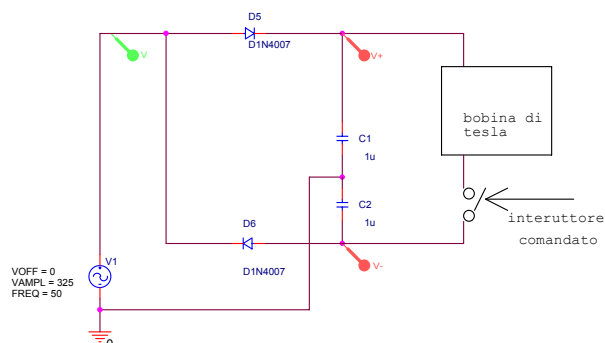 D5
D1N4007
V
V+
bobina di
tesla
C1
1u
C2
1u
interuttore
comandato
D6
D1N4007
V-
V1
VOFF = 0
VAMPL = 325
FREQ = 50
0